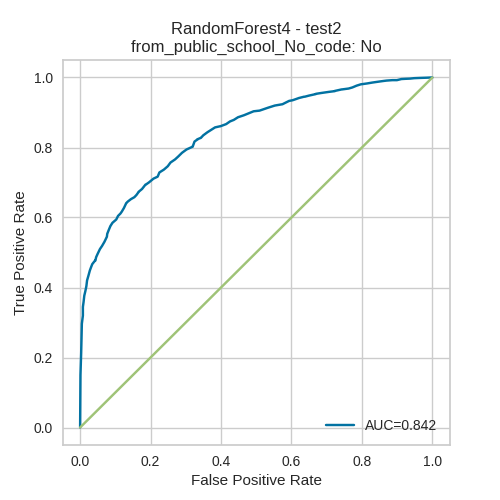 RandomForest4 - test2
from_public_school_No_code: No
True Positive Rate
1.0
0.8
0.6
0.4
0.2
0.0
AUC=0.842
0.0 0.2 0.4 0.6 0.8 1.0
False Positive Rate